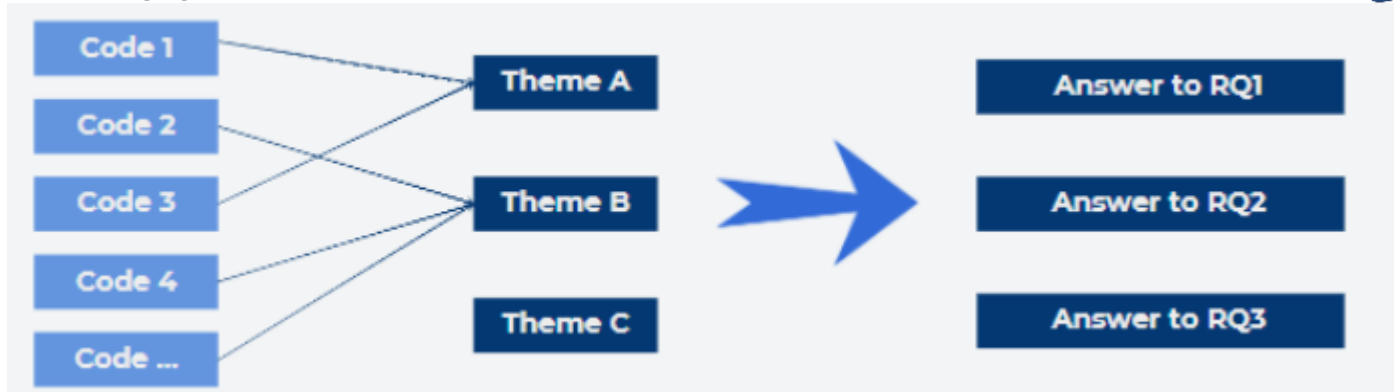 Code 1
Code 2
Code 3
Code 4
Code ...
Theme A
Theme B
Theme C
Answer to RQ1
Answer to RQ2
Answer to RQ3